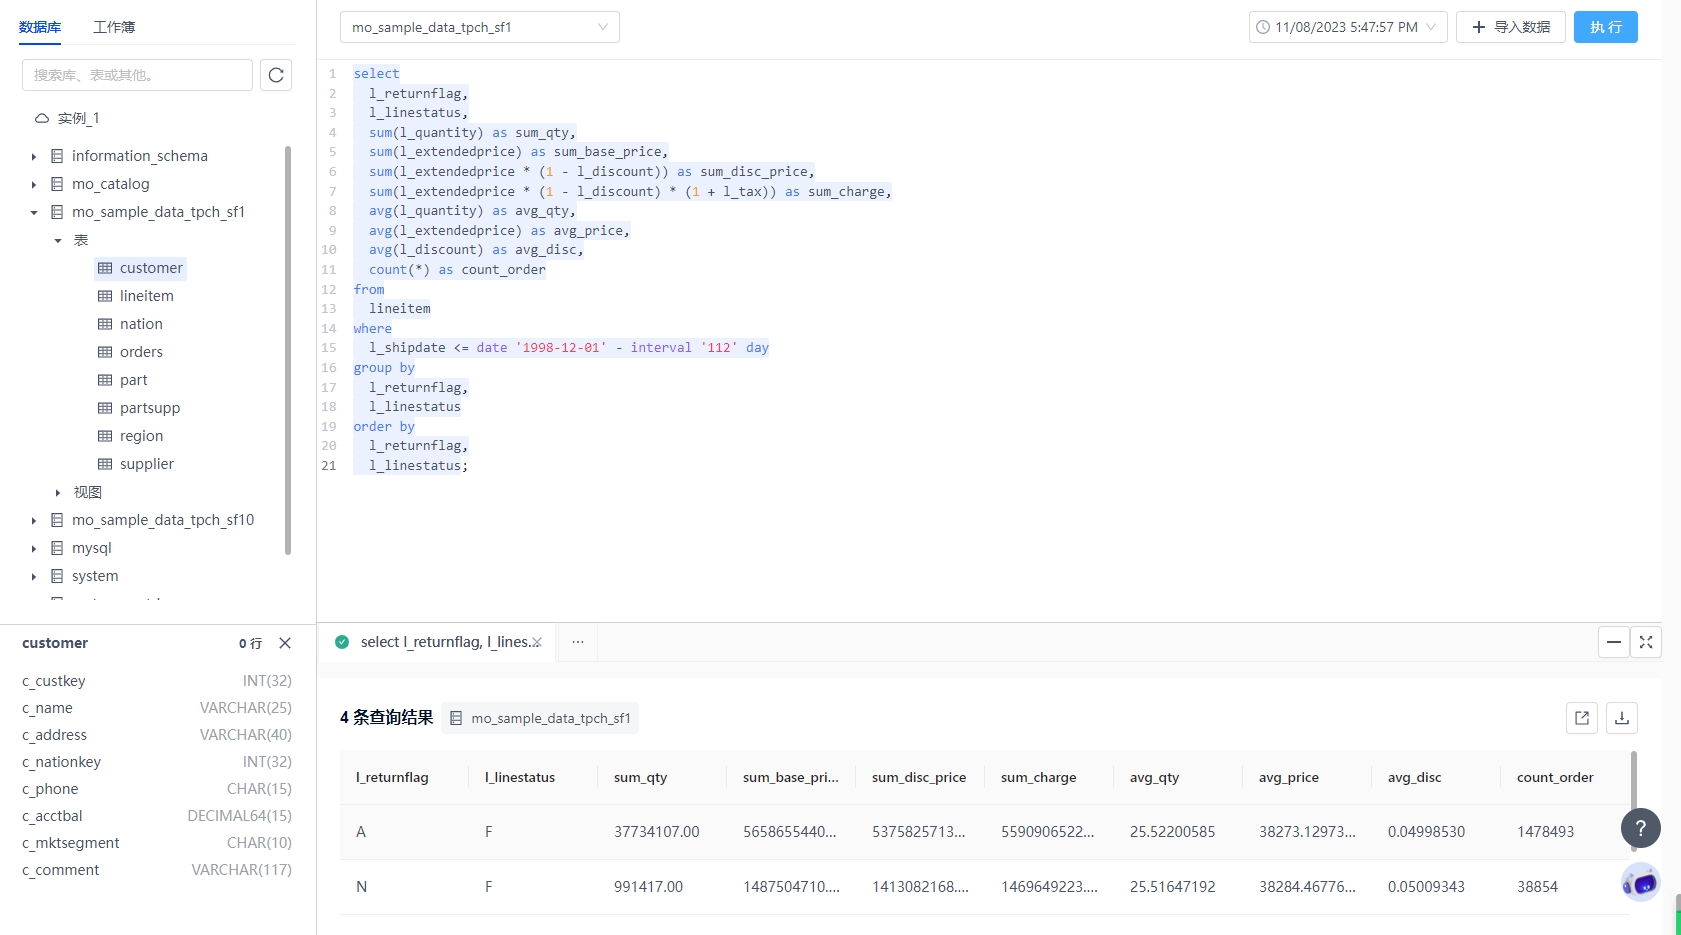 数据库 工作簿
搜索库、表或其他。
实例_1
information_schema
mo_catalog
mo_sample_data_tpch_sf1
表
customer
lineitem
nation
orders
part
partsupp
region
supplier
视图
mo_sample_data_tpch_sf10
mysql
system
customer 0 行
c_custkey INT(32)
c_name VARCHAR(25)
c_address VARCHAR(40)
c_nationkey INT(32)
c_phone CHAR(15)
c_acctbal DECIMAL64(15)
c_mktsegment CHAR(10)
c_comment VARCHAR(117)
mo_sample_data_tpch_sf1 11/08/2023 5:47:57 PM 导入数据 执行
1 select
2 l_returnflag,
3 l_linestatus,
4 sum(l_quantity) as sum_qty,
5 sum(l_extendedprice) as sum_base_price,
6 sum(l_extendedprice * (1 - l_discount)) as sum_disc_price,
7 sum(l_extendedprice * (1 - l_discount) * (1 + l_tax)) as sum_charge,
8 avg(l_quantity) as avg_qty,
9 avg(l_extendedprice) as avg_price,
10 avg(l_discount) as avg_disc,
11 count(*) as count_order
12 from
13 lineitem
14 where
15 l_shipdate <= date '1998-12-01' - interval '112' day
16 group by
17 l_returnflag,
18 l_linestatus
19 order by
20 l_returnflag,
21 l_linestatus;
select l_returnflag, l_lines... ...
4 条查询结果 mo_sample_data_tpch_sf1
l_returnflag l_linestatus sum_qty sum_base_pri... sum_disc_price sum_charge avg_qty avg_price avg_disc count_order
A F 37734107.00 5658655440... 5375825713... 5590906522... 25.52200585 38273.12973... 0.04998530 1478493
N F 991417.00 1487504710.... 1413082168.... 1469649223.... 25.51647192 38284.46776... 0.05009343 38854
?